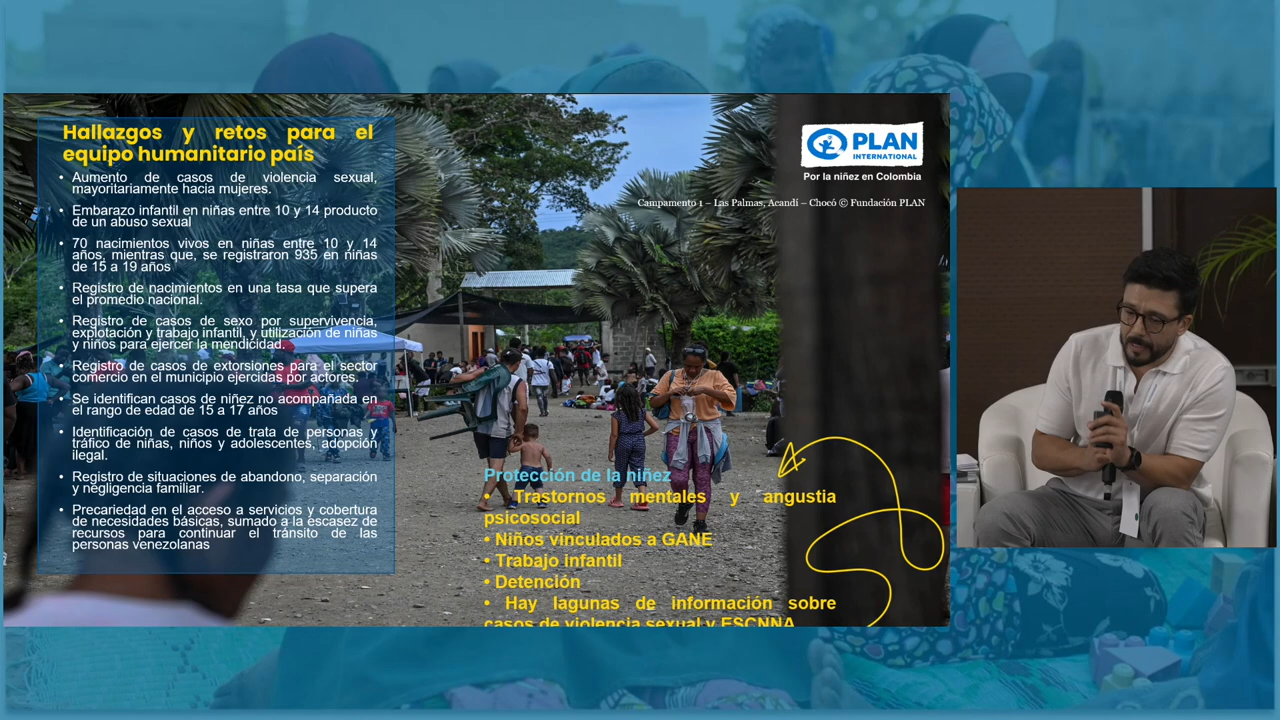 Hallazgos y retos para el
equipo humanitario país
• Aumento de casos de violencia sexual,
mayoritariamente hacia mujeres.
• Embarazo infantil en niñas entre 10 y 14 producto
de un abuso sexual
• 70 nacimientos vivos en niñas entre 10 y 14
años, mientras que, se registraron 935 en niñas
de 15 a 19 años
• Registro de nacimientos en una tasa que supera
el promedio nacional.
• Registro de casos de sexo por supervivencia,
explotación y trabajo infantil, y utilización de niñas
y niños para ejercer la mendicidad.
• Registro de casos de extorsiones para el sector
comercio en el municipio ejercidas por actores.
• Se identifican casos de niñez no acompañada en
el rango de edad de 15 a 17 años
• Identificación de casos de trata de personas y
tráfico de niñas, niños y adolescentes, adopción
ilegal.
• Registro de situaciones de abandono, separación
y negligencia familiar.
• Precariedad en el acceso a servicios y cobertura
de necesidades básicas, sumado a la escasez de
recursos para continuar el tránsito de las
personas venezolanas
PLAN
INTERNATIONAL
Por la niñez en Colombia
Campamento 1 – Las Palmas, Acandí – Chocó © Fundación PLAN
Protección de la niñez
• Trastornos mentales y angustia
psicosocial
• Niños vinculados a GANE
• Trabajo infantil
• Detención
• Hay lagunas de información sobre
casos de violencia sexual y ESCNNA